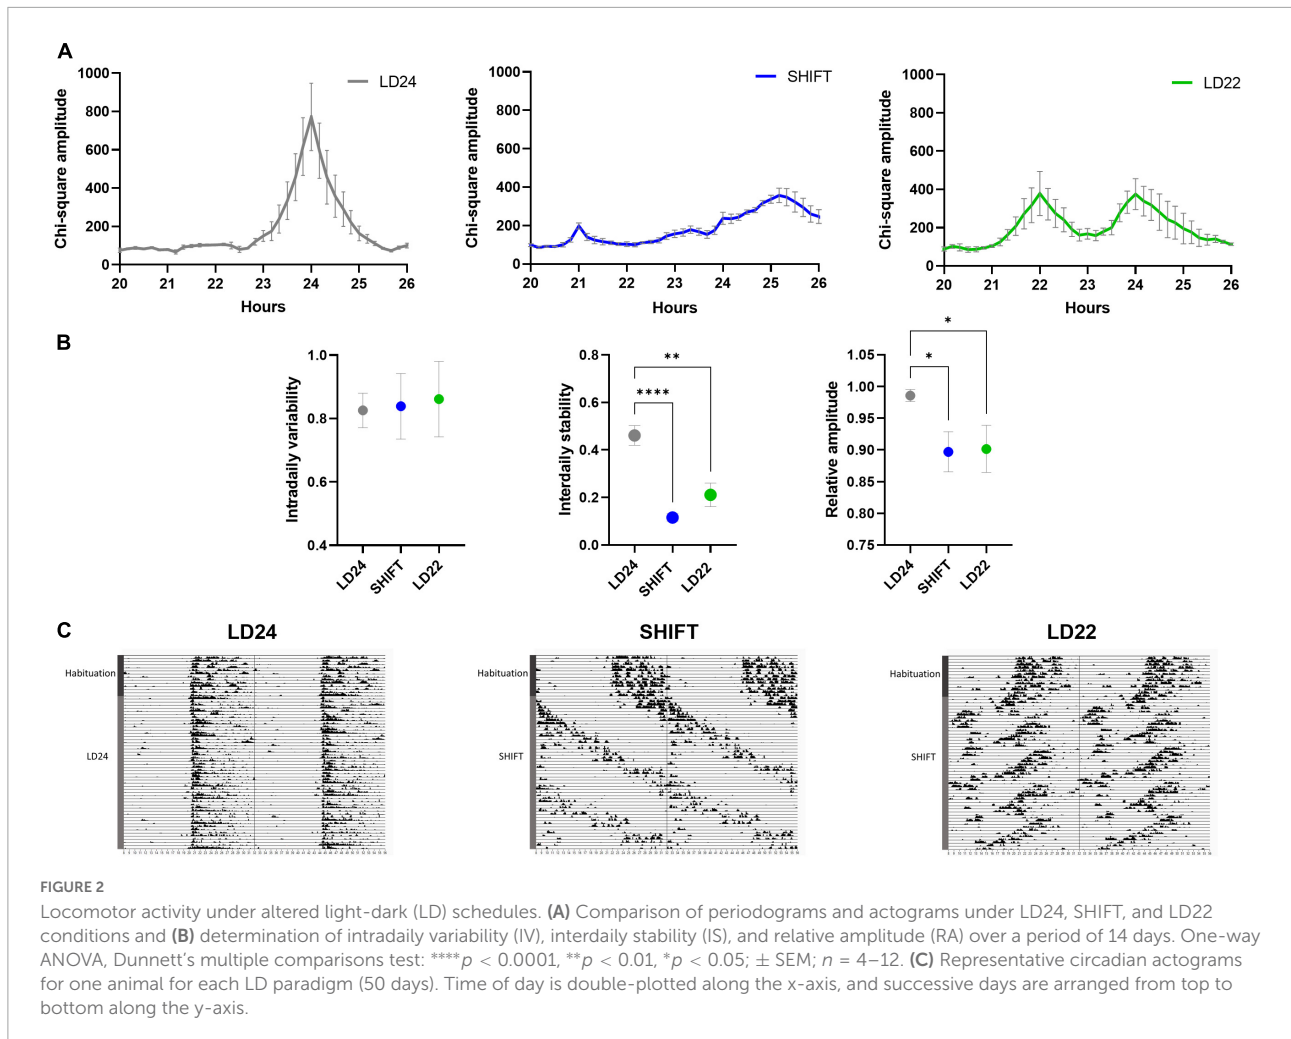 A
1000
800
600
400
200
0
Chi-square amplitude
LD24
20 21 22 23 24 25 26
Hours
1000
800
600
400
200
0
Chi-square amplitude
SHIFT
20 21 22 23 24 25 26
Hours
1000
800
600
400
200
0
Chi-square amplitude
LD22
20 21 22 23 24 25 26
Hours
B
1.0
0.8
0.6
0.4
Intradaily variability
LD24 SHIFT LD22
0.8
0.6
0.4
0.2
0.0
Interdaily stability
**
****
LD24 SHIFT LD22
1.05
1.00
0.95
0.90
0.85
0.80
0.75
Relative amplitude
*
*
LD24 SHIFT LD22
C
LD24
Habituation
LD24
SHIFT
Habituation
SHIFT
LD22
Habituation
SHIFT
FIGURE 2
Locomotor activity under altered light-dark (LD) schedules. (A) Comparison of periodograms and actograms under LD24, SHIFT, and LD22
conditions and (B) determination of intradaily variability (IV), interdaily stability (IS), and relative amplitude (RA) over a period of 14 days. One-way
ANOVA, Dunnett's multiple comparisons test: ****p < 0.0001, **p < 0.01, *p < 0.05; ± SEM; n = 4–12. (C) Representative circadian actograms
for one animal for each LD paradigm (50 days). Time of day is double-plotted along the x-axis, and successive days are arranged from top to
bottom along the y-axis.